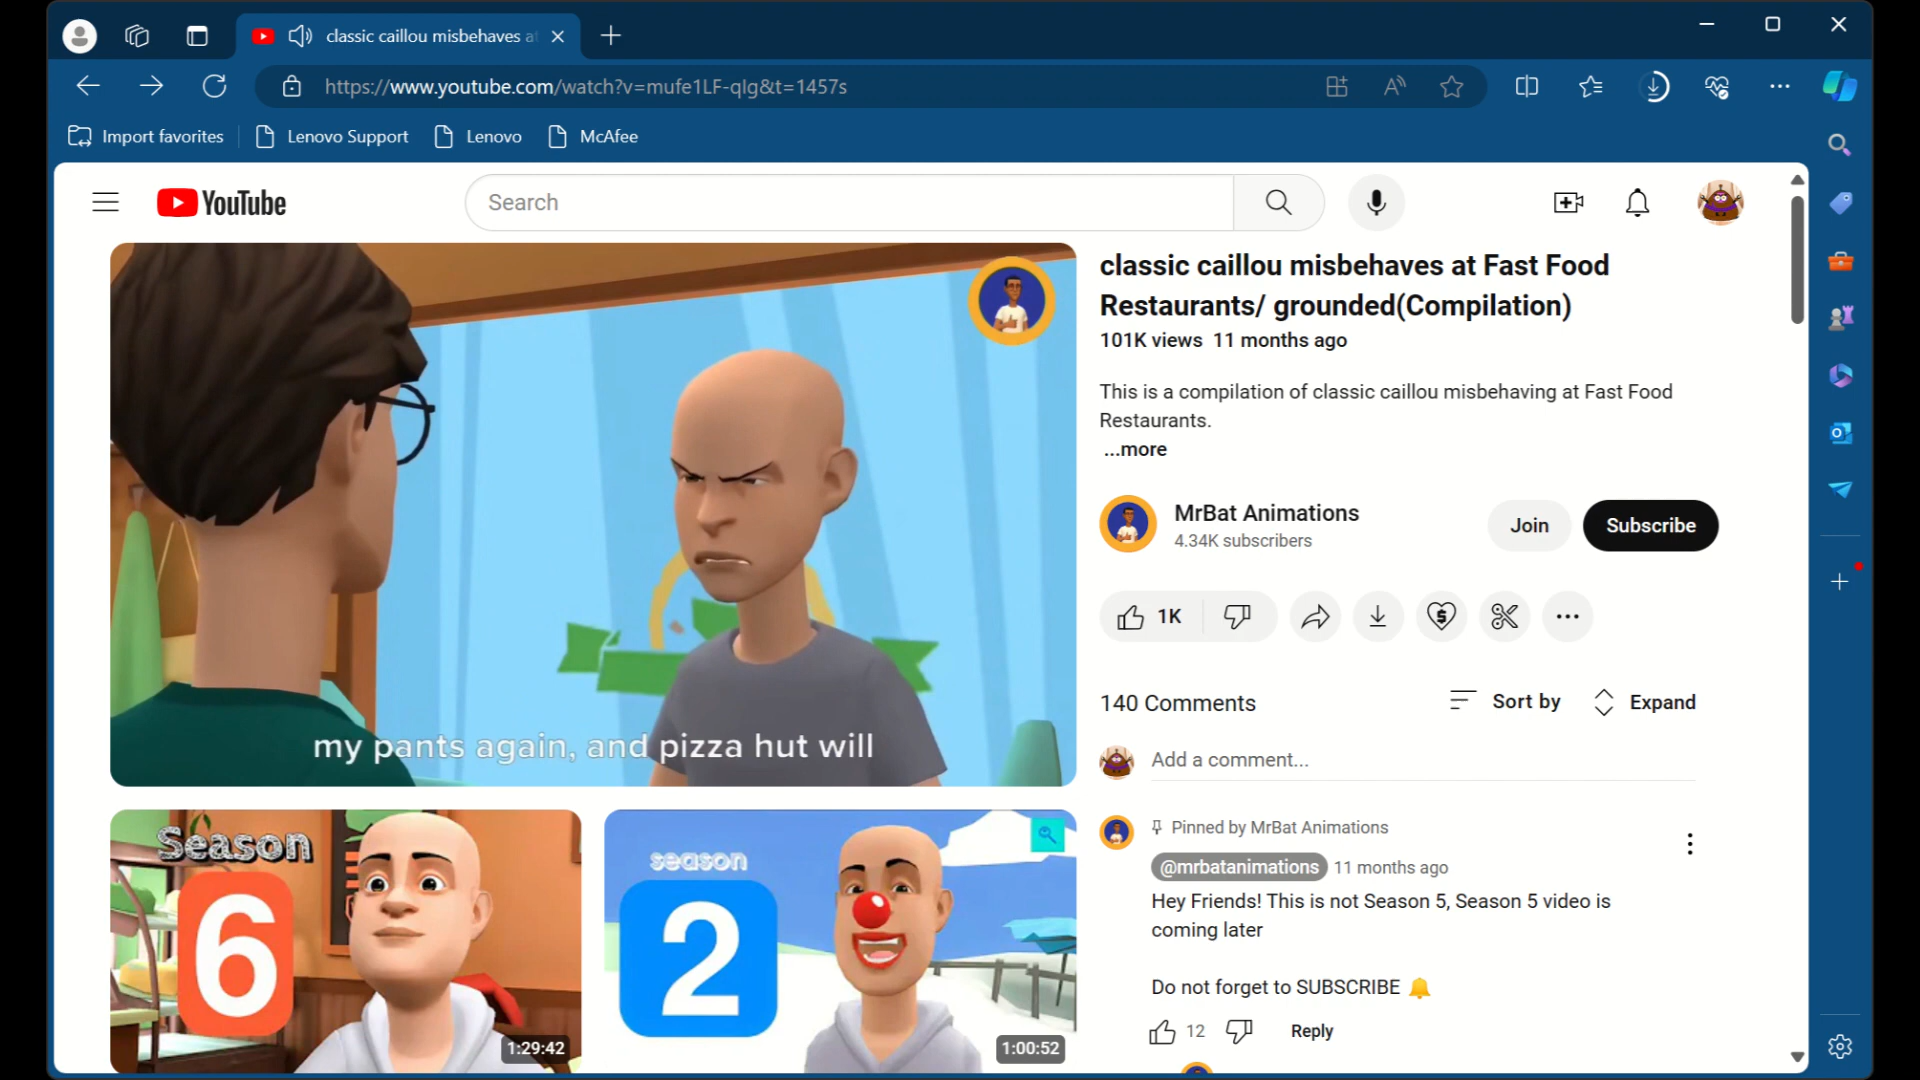 classic caillou misbehaves at
https://www.youtube.com/watch?v=mufe1LF-qIg&t=1457s
Import favorites
Lenovo Support
Lenovo
McAfee
YouTube
Search
my pants again, and pizza hut will
Season
6
1:29:42
season
2
1:00:52
classic caillou misbehaves at Fast Food
Restaurants/ grounded(Compilation)
101K views 11 months ago
This is a compilation of classic caillou misbehaving at Fast Food
Restaurants.
...more
MrBat Animations
4.34K subscribers
Join
Subscribe
1K
140 Comments
Sort by
Expand
Add a comment...
Pinned by MrBat Animations
@mrbatanimations 11 months ago
Hey Friends! This is not Season 5, Season 5 video is
coming later
Do not forget to SUBSCRIBE 🔔
12
Reply